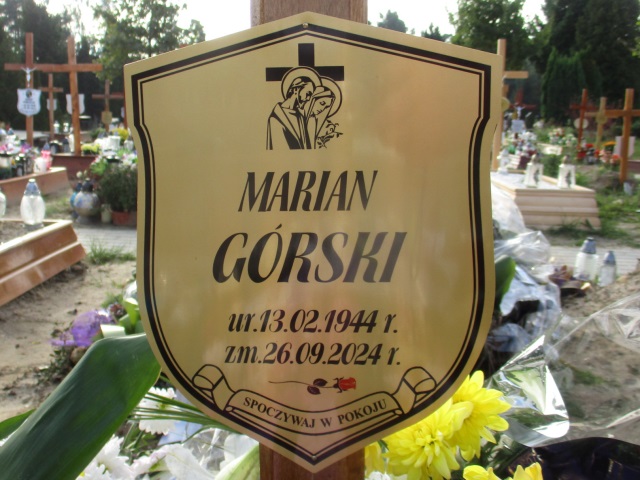 MARIAN
GÓRSKI
ur.13.02.1944 r.
zm.26.09.2024 r.
SPOCZYWAJ W POKOJU